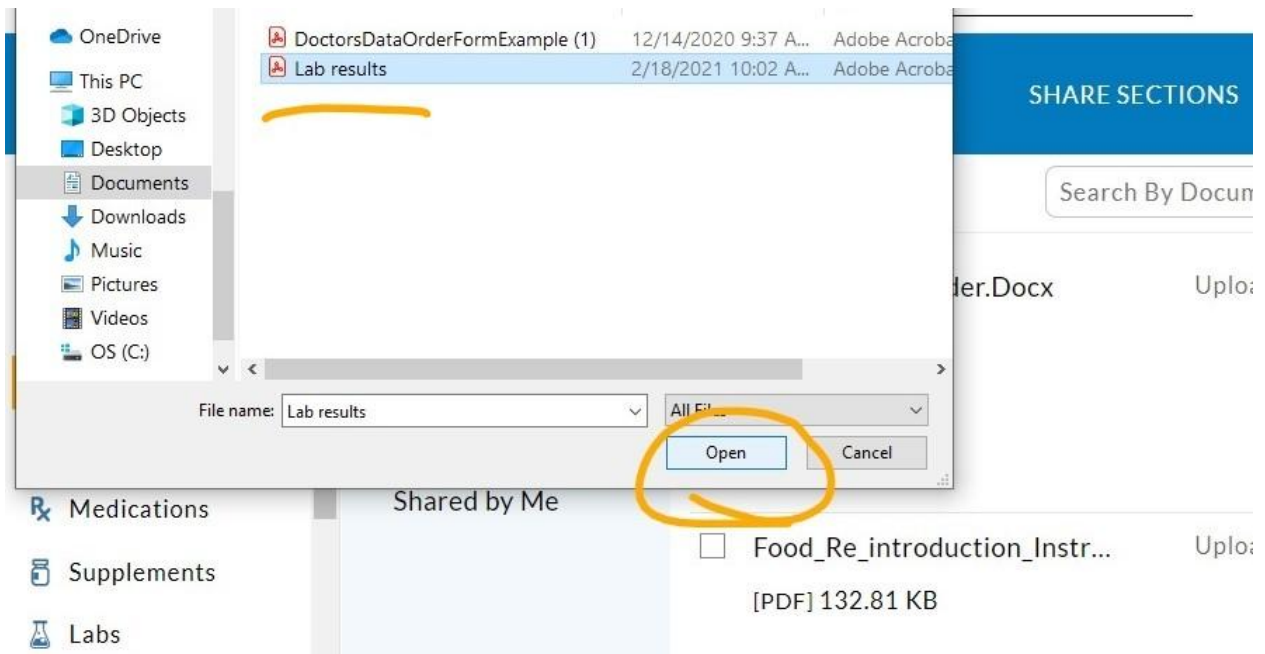 OneDrive
This PC
3D Objects
Desktop
Documents
Downloads
Music
Pictures
Videos
OS (C:)
DoctorsDataOrderFormExample (1) 12/14/2020 9:37 A... Adobe Acroba
Lab results 2/18/2021 10:02 A... Adobe Acroba
File name: Lab results
All Files
Open Cancel
SHARE SECTIONS
Search By Docum
der.Docx Uploa
Medications
Supplements
Labs
Shared by Me
Food_Re_introduction_Instr... Uploa
[PDF] 132.81 KB